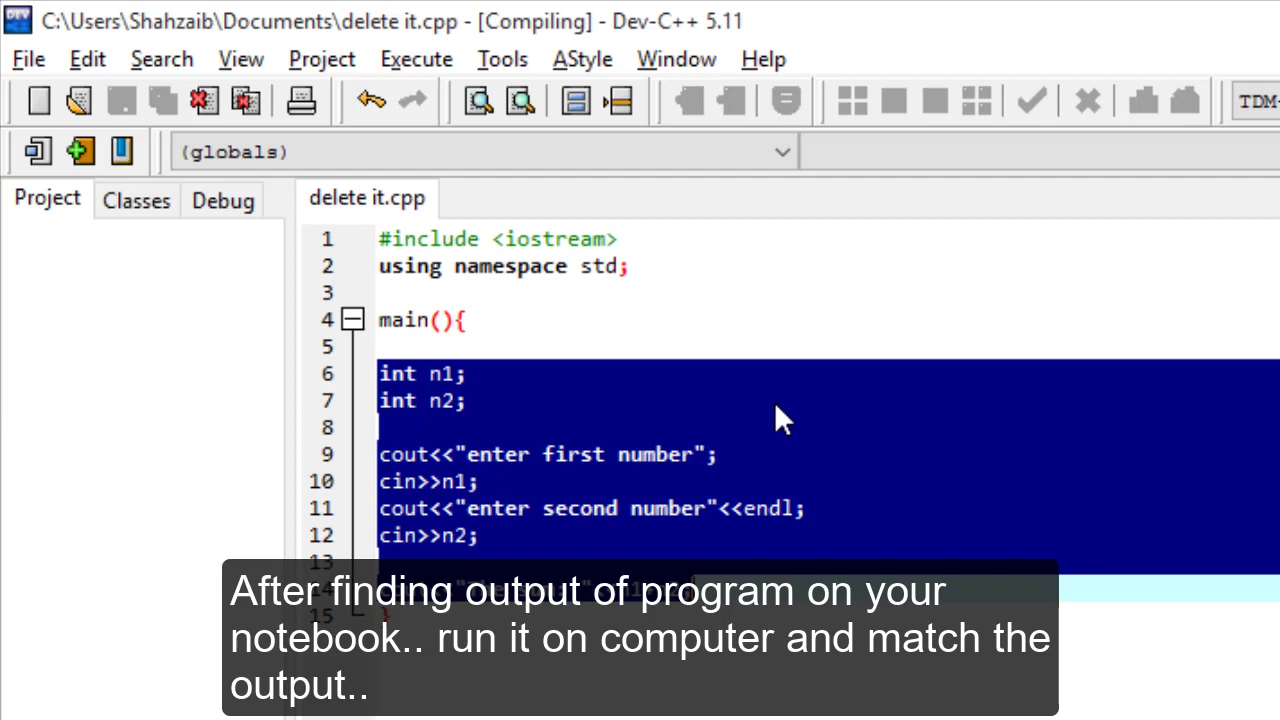 C:\Users\Shahzaib\Documents\delete it.cpp - [Compiling] - Dev-C++ 5.11
File Edit Search View Project Execute Tools AStyle Window Help
TDM-
(globals)
Project Classes Debug delete it.cpp
1 #include <iostream>
2 using namespace std;
3
4 main(){
5
6 int n1;
7 int n2;
8
9 cout<<"enter first number";
10 cin>>n1;
11 cout<<"enter second number"<<endl;
12 cin>>n2;
13
14
15 }
After finding output of program on your
notebook.. run it on computer and match the
output..